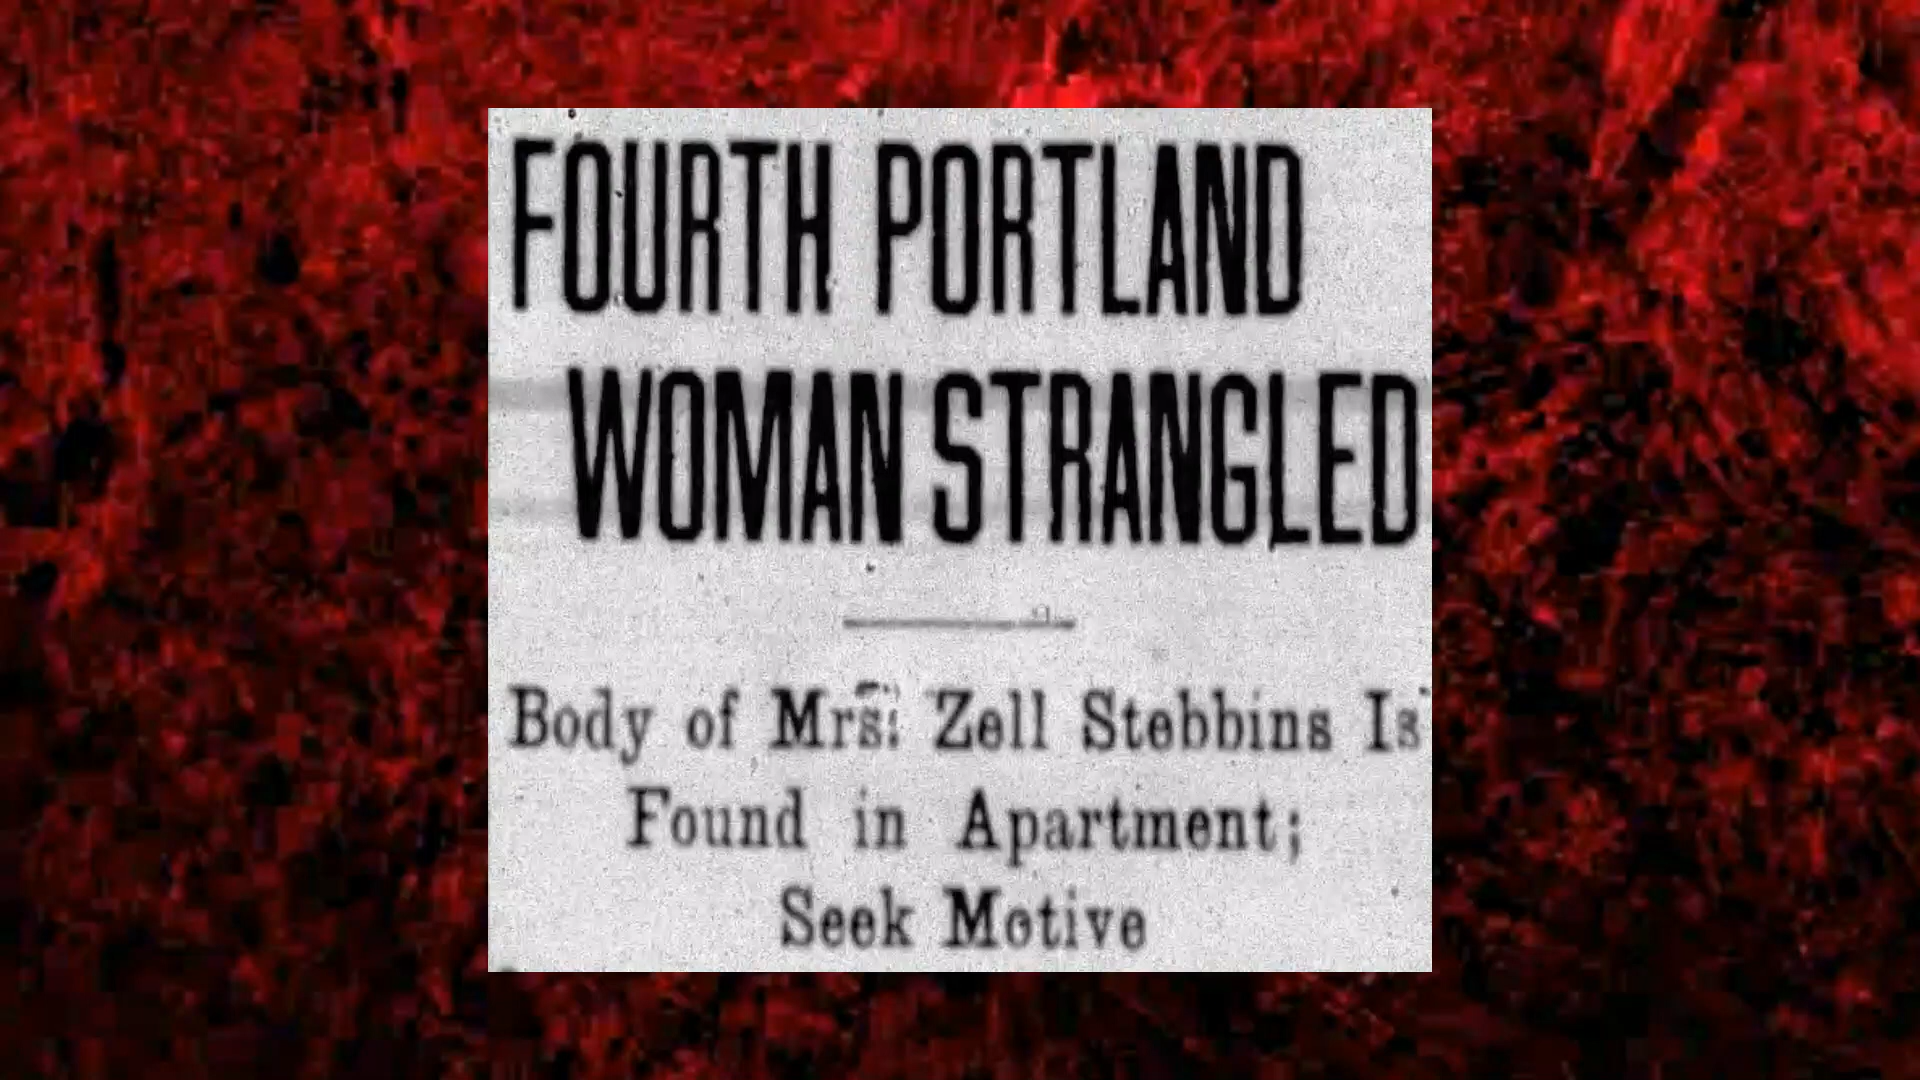 FOURTH PORTLAND
WOMAN STRANGLED
Body of Mrs. Zell Stebbins Is
Found in Apartment;
Seek Motive